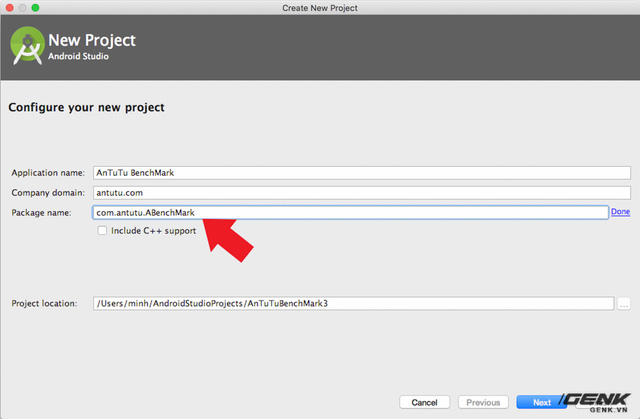 Create New Project
New Project
Android Studio
Configure your new project
Application name: AnTuTu BenchMark
Company domain: antutu.com
Package name: com.antutu.ABenchMark Done
Include C++ support
Project location: /Users/minh/AndroidStudioProjects/AnTuTuBenchMark3 ...
Cancel Previous Next
GENK
GENK.VN